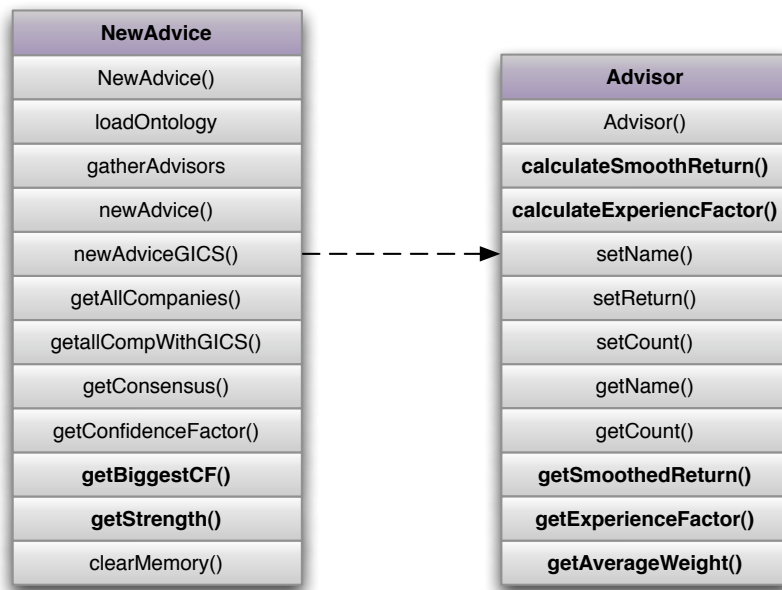 NewAdvice
NewAdvice()
loadOntology
gatherAdvisors
newAdvice()
newAdviceGICS()
getAllCompanies()
getallCompWithGICS()
getConsensus()
getConfidenceFactor()
getBiggestCF()
getStrength()
clearMemory()
Advisor
Advisor()
calculateSmoothReturn()
calculateExperiencFactor()
setName()
setReturn()
setCount()
getName()
getCount()
getSmoothedReturn()
getExperienceFactor()
getAverageWeight()